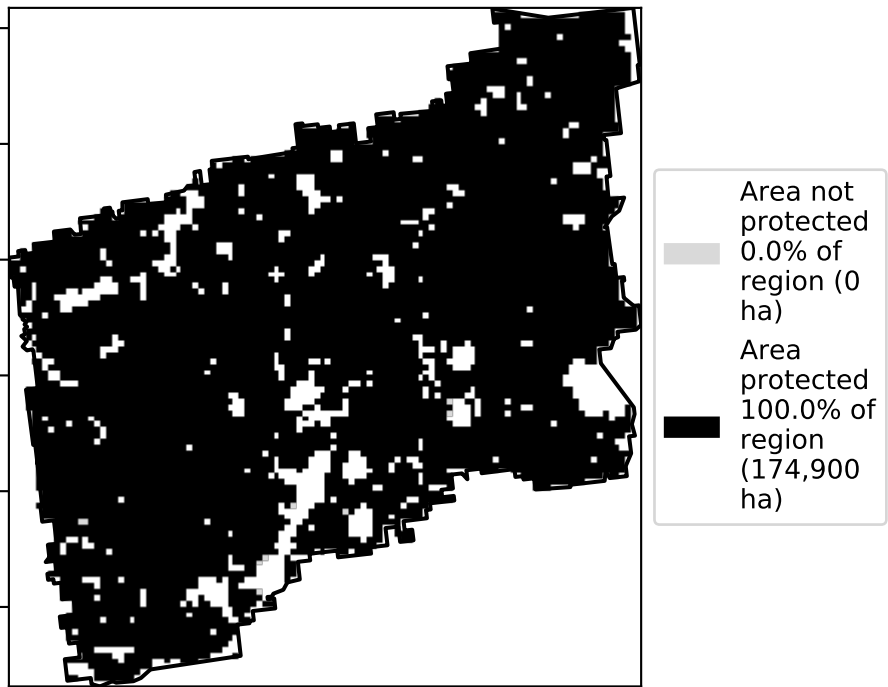 Area not
protected
0.0% of
region (0
ha)
Area
protected
100.0% of
region
(174,900
ha)